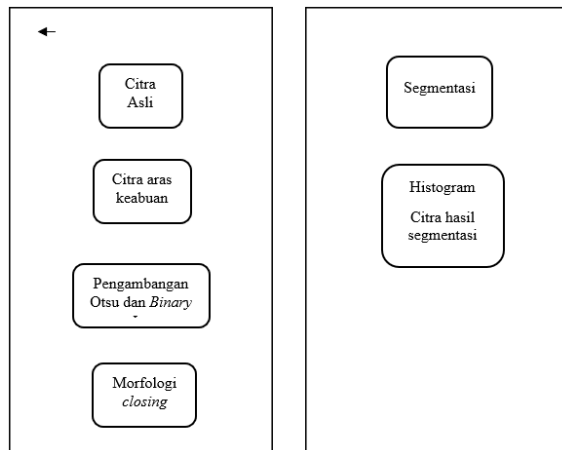 Citra
Asli
Citra aras
keabuan
Pengambangan
Otsu dan Binary
-
Morfologi
closing
Segmentasi
Histogram
Citra hasil
segmentasi